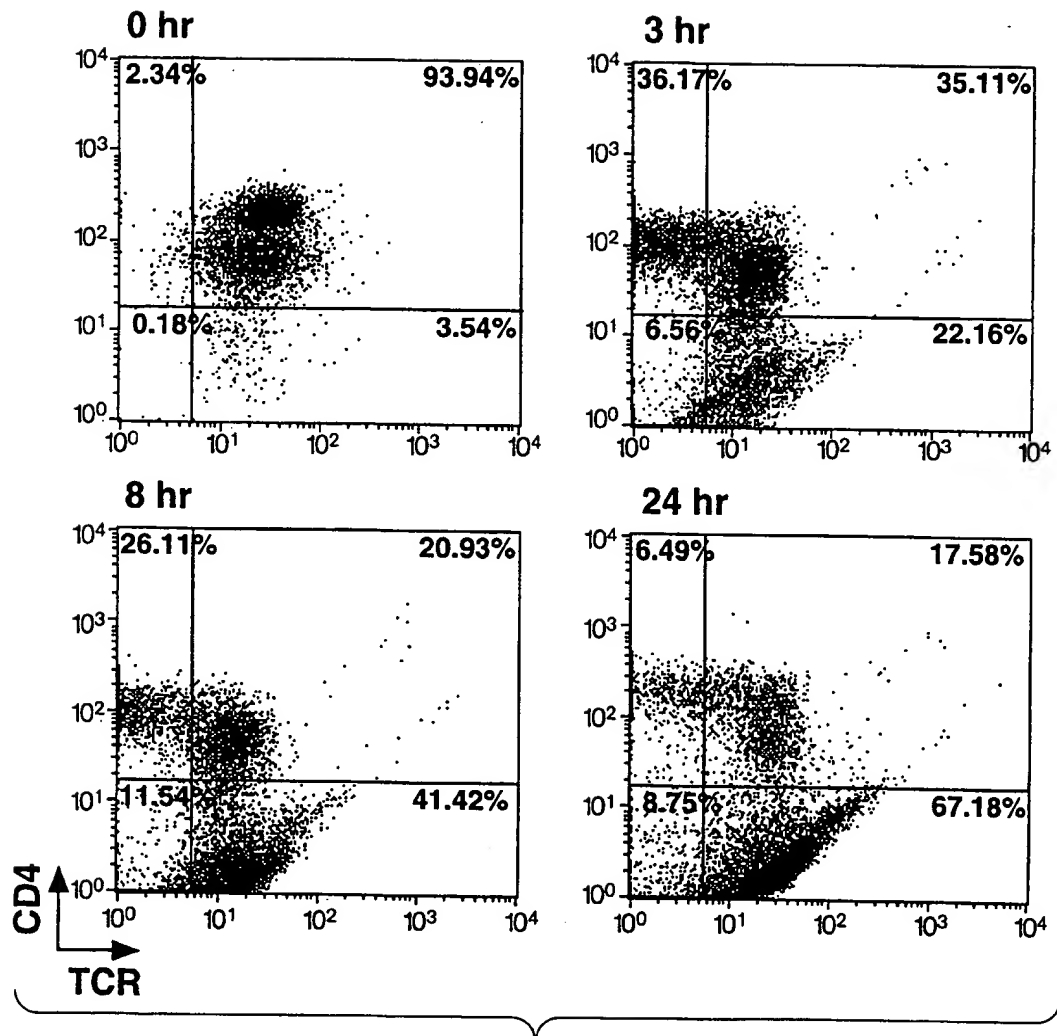 0 hr
2.34% 93.94%
0.18% 3.54%
10⁴
10³
10²
10¹
10⁰
10⁰ 10¹ 10² 10³ 10⁴
3 hr
36.17% 35.11%
6.56% 22.16%
10⁴
10³
10²
10¹
10⁰
10⁰ 10¹ 10² 10³ 10⁴
8 hr
26.11% 20.93%
11.54% 41.42%
10⁴
10³
10²
10¹
10⁰
10⁰ 10¹ 10² 10³ 10⁴
24 hr
6.49% 17.58%
8.75% 67.18%
10⁴
10³
10²
10¹
10⁰
10⁰ 10¹ 10² 10³ 10⁴
CD4
TCR